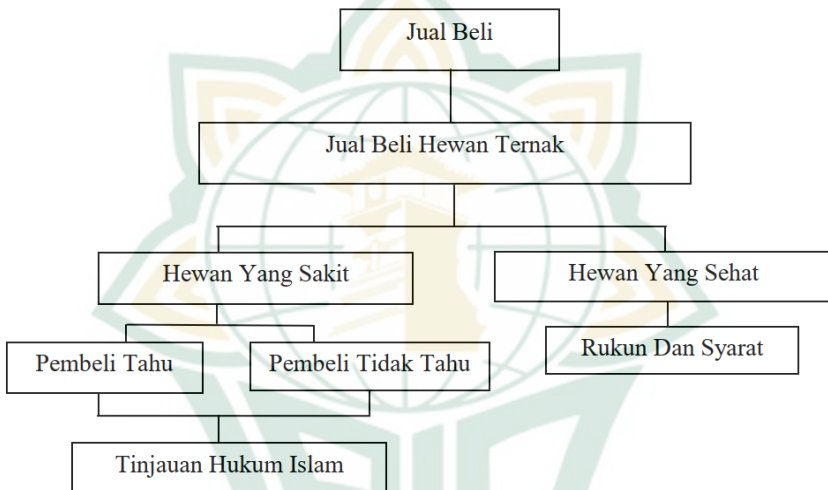 Jual Beli
Jual Beli Hewan Ternak
Hewan Yang Sakit
Hewan Yang Sehat
Pembeli Tahu
Pembeli Tidak Tahu
Rukun Dan Syarat
Tinjauan Hukum Islam